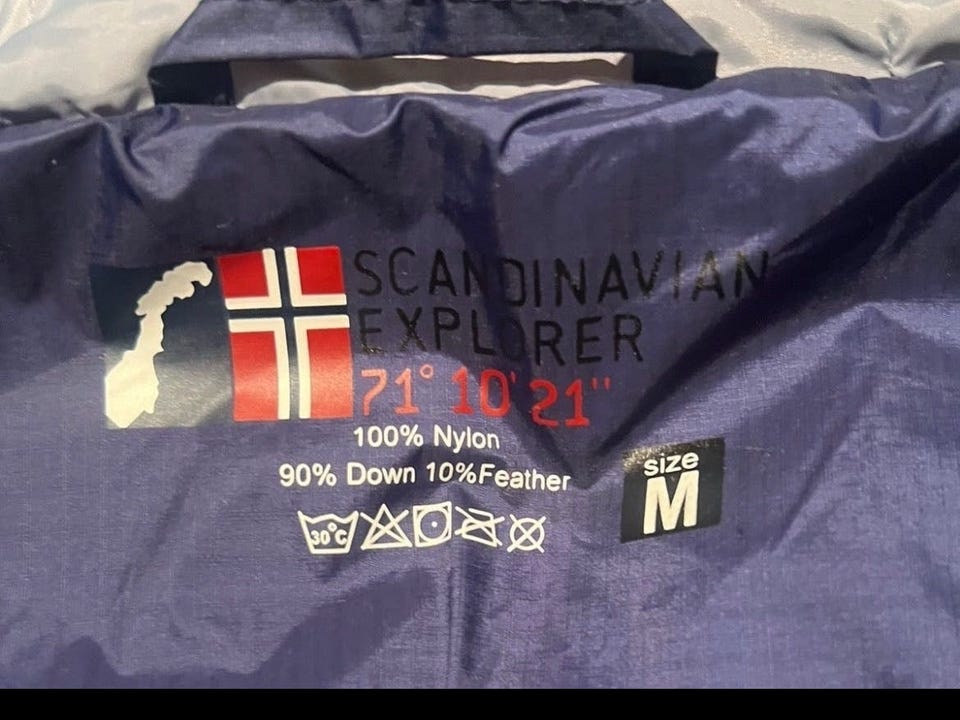 SCANDINAVIAN
EXPLORER
71° 10' 21"
100% Nylon
90% Down 10%Feather
30°C
size
M